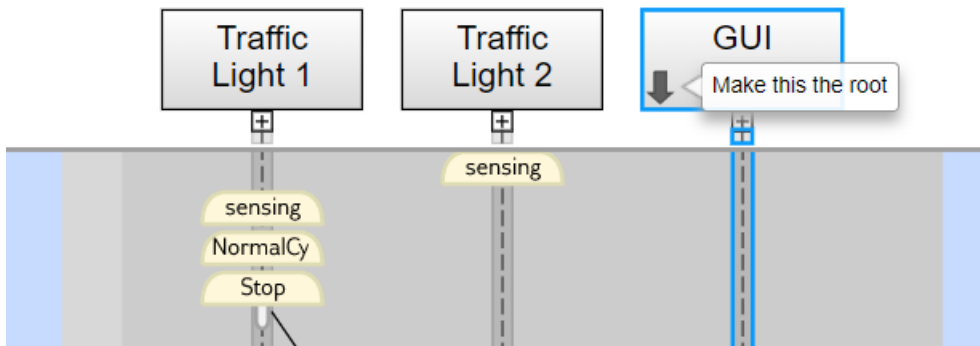 Traffic
Light 1
Traffic
Light 2
GUI
Make this the root
sensing
sensing
NormalCy
Stop